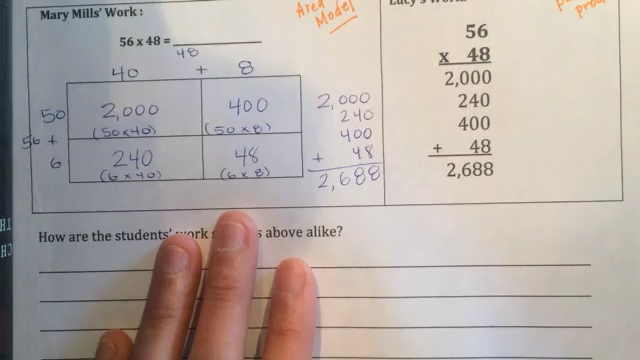 Mary Mills' Work :
Area
Model
Lucy's Work:
56 x 48 = 
48
40 + 8
50
56 +
6
2,000
(50x40)
400
(50x8)
240
(6x40)
48
(6x8)
2,000
240
400
+ 48
2,688
56
x 48
2,000
240
400
+ 48
2,688
How are the students' work above alike?